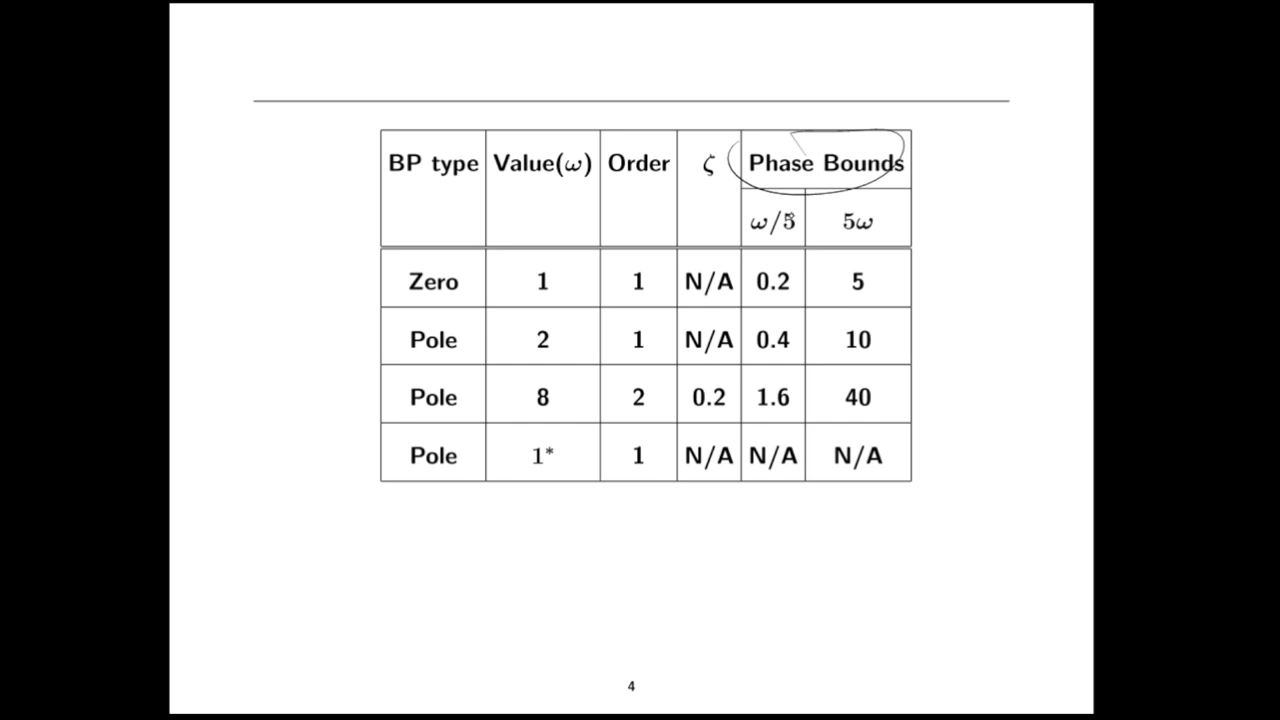 BP type Value(ω) Order ζ Phase Bounds
ω/5 5ω
Zero 1 1 N/A 0.2 5
Pole 2 1 N/A 0.4 10
Pole 8 2 0.2 1.6 40
Pole 1* 1 N/A N/A N/A
4